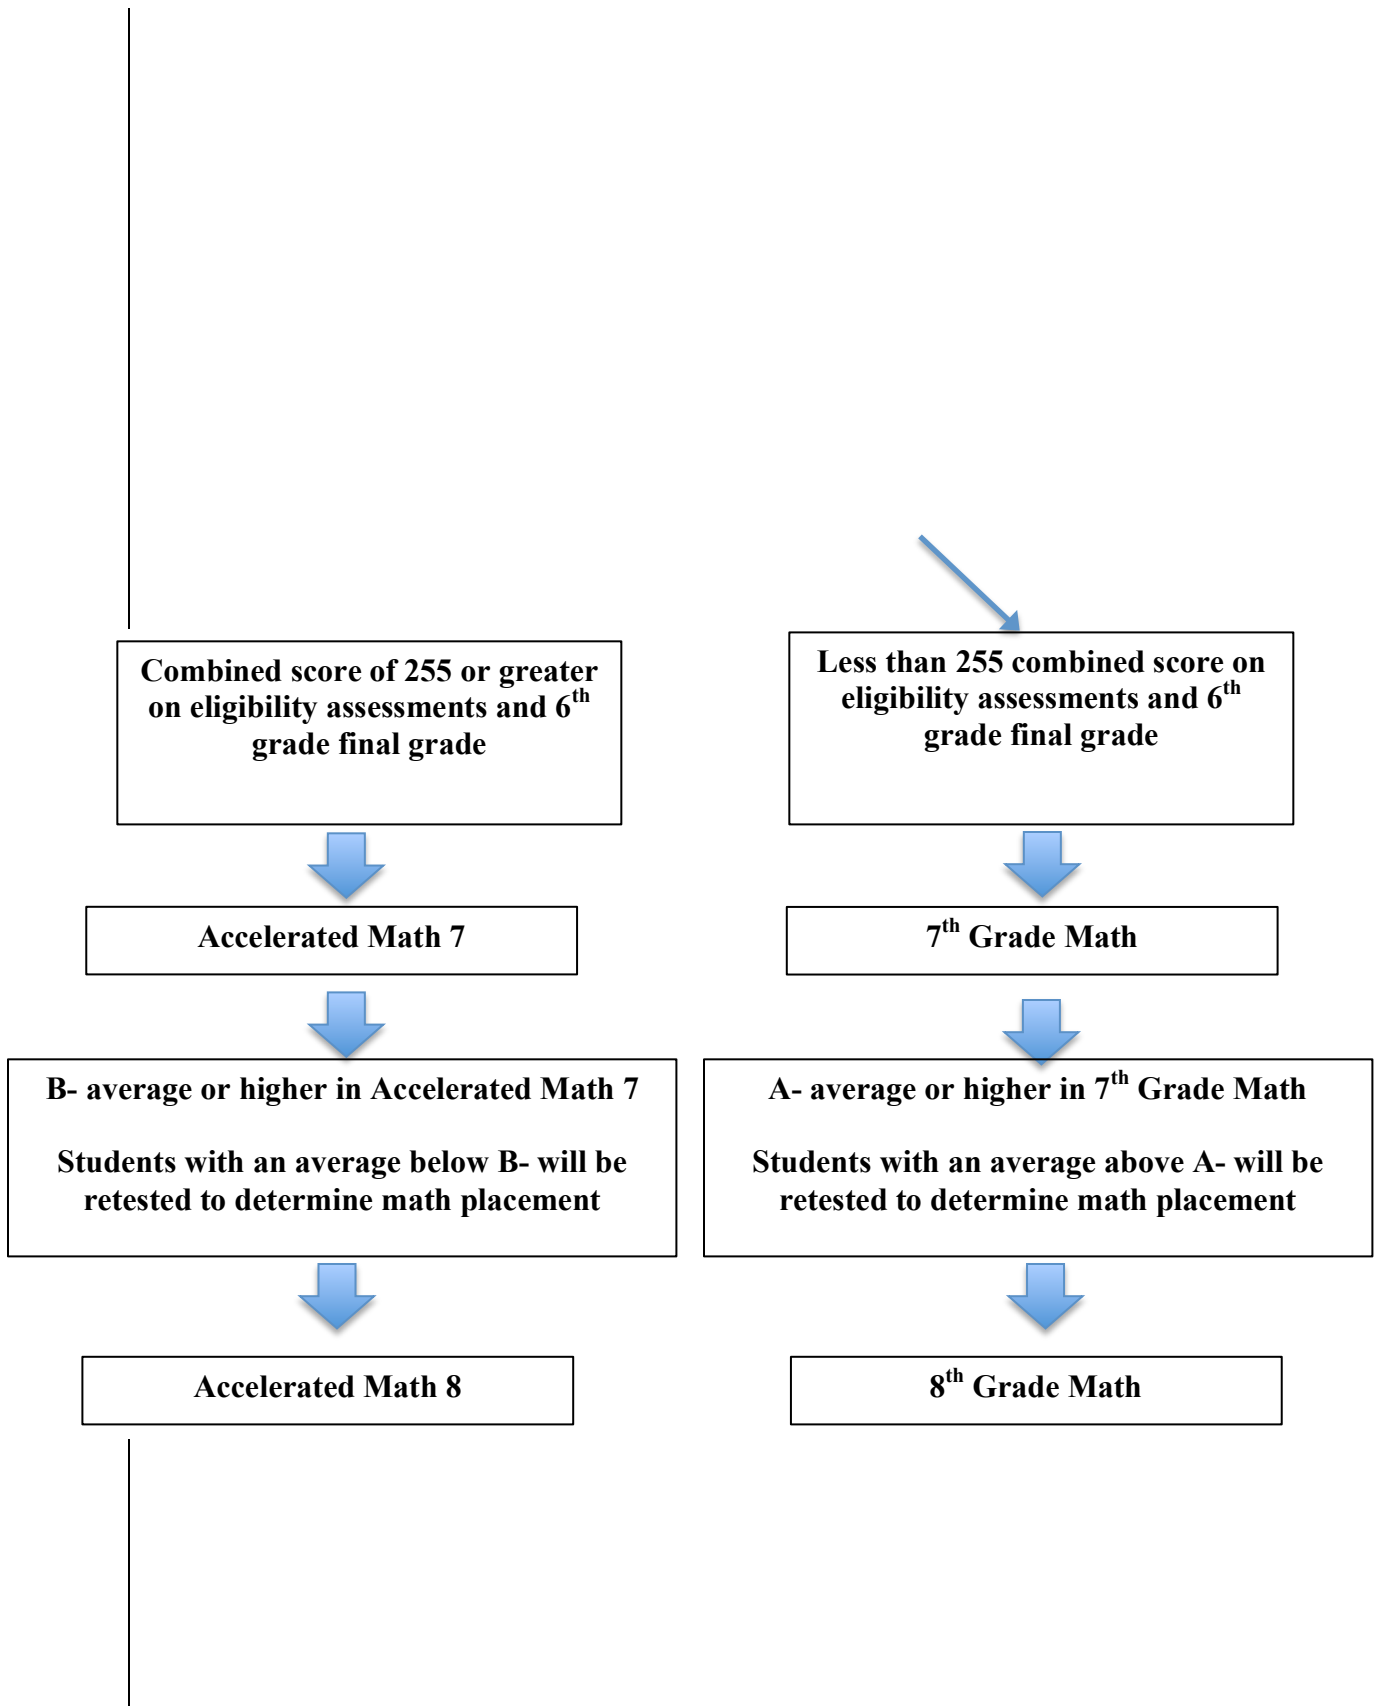 Combined score of 255 or greater
on eligibility assessments and 6th
grade final grade
Less than 255 combined score on
eligibility assessments and 6th
grade final grade
Accelerated Math 7
7th Grade Math
B- average or higher in Accelerated Math 7
Students with an average below B- will be
retested to determine math placement
A- average or higher in 7th Grade Math
Students with an average above A- will be
retested to determine math placement
Accelerated Math 8
8th Grade Math